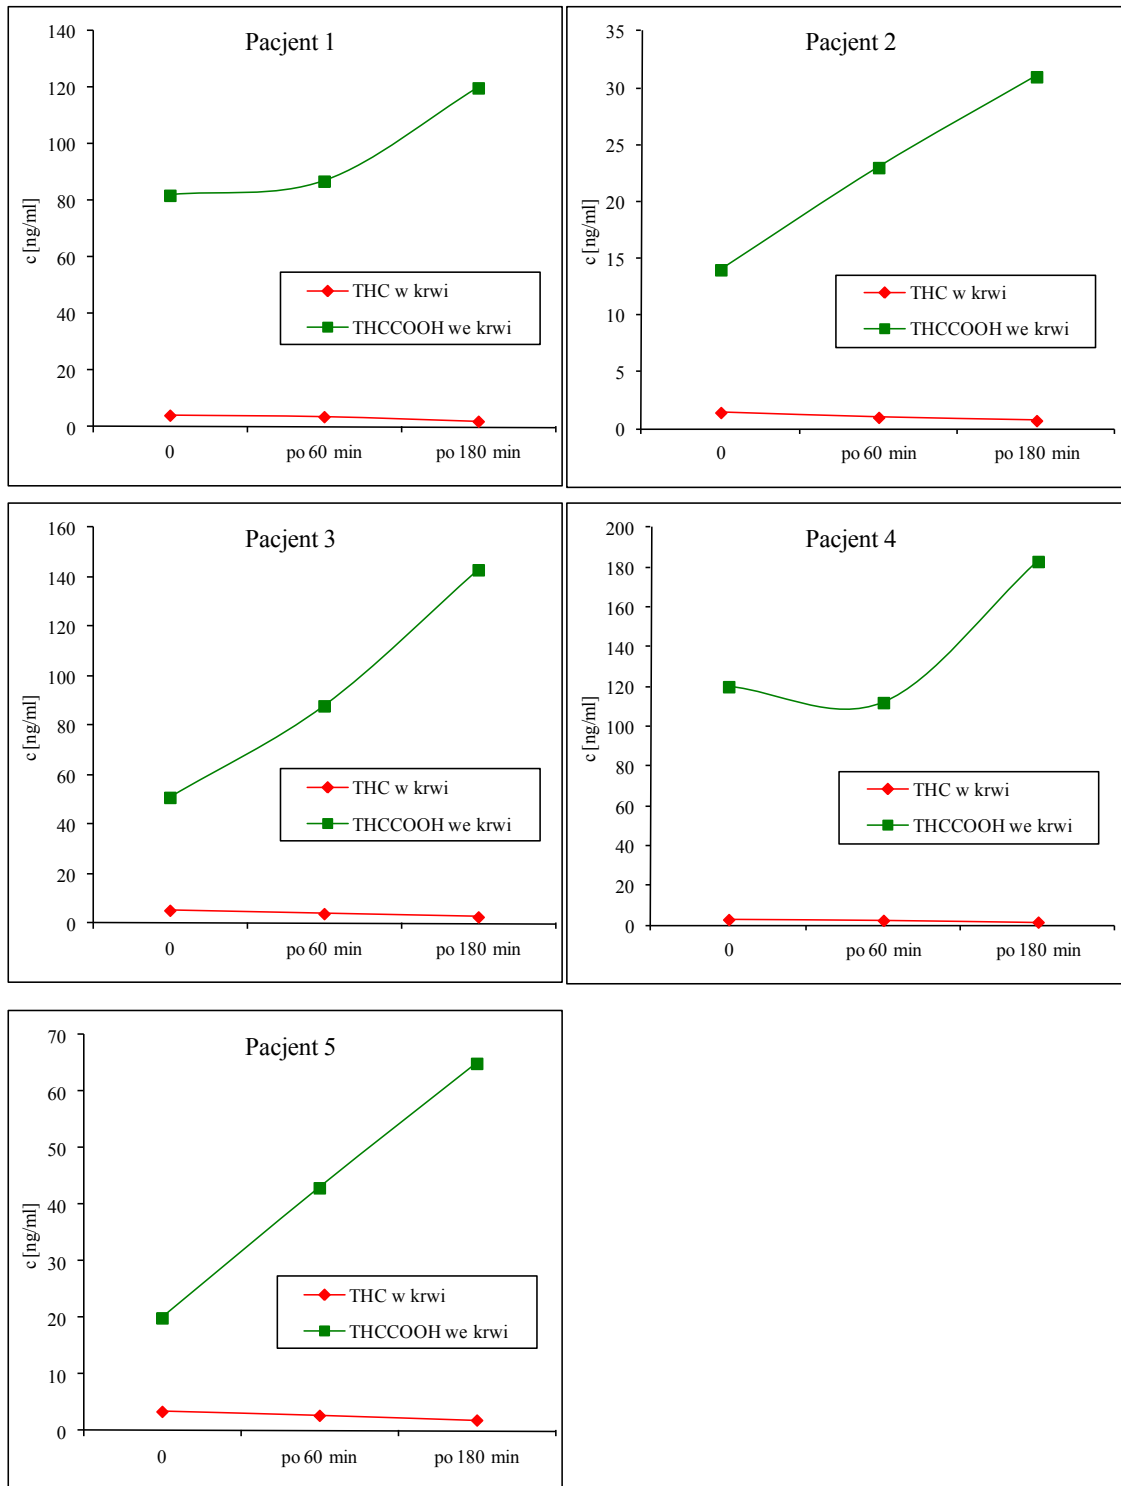 Pacjent 1
140
120
100
80
60
40
20
0
c [ng/ml]
THC w krwi
THCCOOH we krwi
0 po 60 min po 180 min
Pacjent 2
35
30
25
20
15
10
5
0
c [ng/ml]
THC w krwi
THCCOOH we krwi
0 po 60 min po 180 min
Pacjent 3
160
140
120
100
80
60
40
20
0
c [ng/ml]
THC w krwi
THCCOOH we krwi
0 po 60 min po 180 min
Pacjent 4
200
180
160
140
120
100
80
60
40
20
0
c [ng/ml]
THC w krwi
THCCOOH we krwi
0 po 60 min po 180 min
Pacjent 5
70
60
50
40
30
20
10
0
c [ng/ml]
THC w krwi
THCCOOH we krwi
0 po 60 min po 180 min